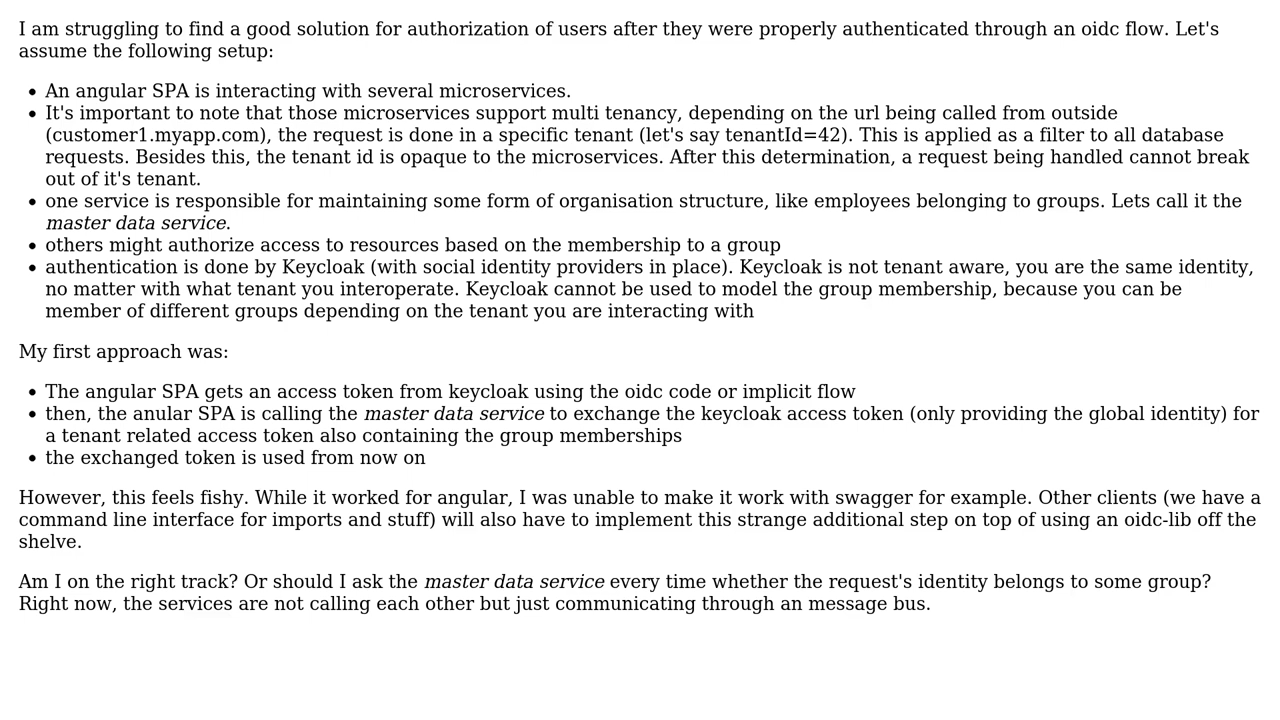 I am struggling to find a good solution for authorization of users after they were properly authenticated through an oidc flow. Let's
assume the following setup:
• An angular SPA is interacting with several microservices.
• It's important to note that those microservices support multi tenancy, depending on the url being called from outside
(customer1.myapp.com), the request is done in a specific tenant (let's say tenantId=42). This is applied as a filter to all database
requests. Besides this, the tenant id is opaque to the microservices. After this determination, a request being handled cannot break
out of it's tenant.
• one service is responsible for maintaining some form of organisation structure, like employees belonging to groups. Lets call it the
master data service.
• others might authorize access to resources based on the membership to a group
• authentication is done by Keycloak (with social identity providers in place). Keycloak is not tenant aware, you are the same identity,
no matter with what tenant you interoperate. Keycloak cannot be used to model the group membership, because you can be
member of different groups depending on the tenant you are interacting with
My first approach was:
• The angular SPA gets an access token from keycloak using the oidc code or implicit flow
• then, the anular SPA is calling the master data service to exchange the keycloak access token (only providing the global identity) for
a tenant related access token also containing the group memberships
• the exchanged token is used from now on
However, this feels fishy. While it worked for angular, I was unable to make it work with swagger for example. Other clients (we have a
command line interface for imports and stuff) will also have to implement this strange additional step on top of using an oidc-lib off the
shelve.
Am I on the right track? Or should I ask the master data service every time whether the request's identity belongs to some group?
Right now, the services are not calling each other but just communicating through an message bus.